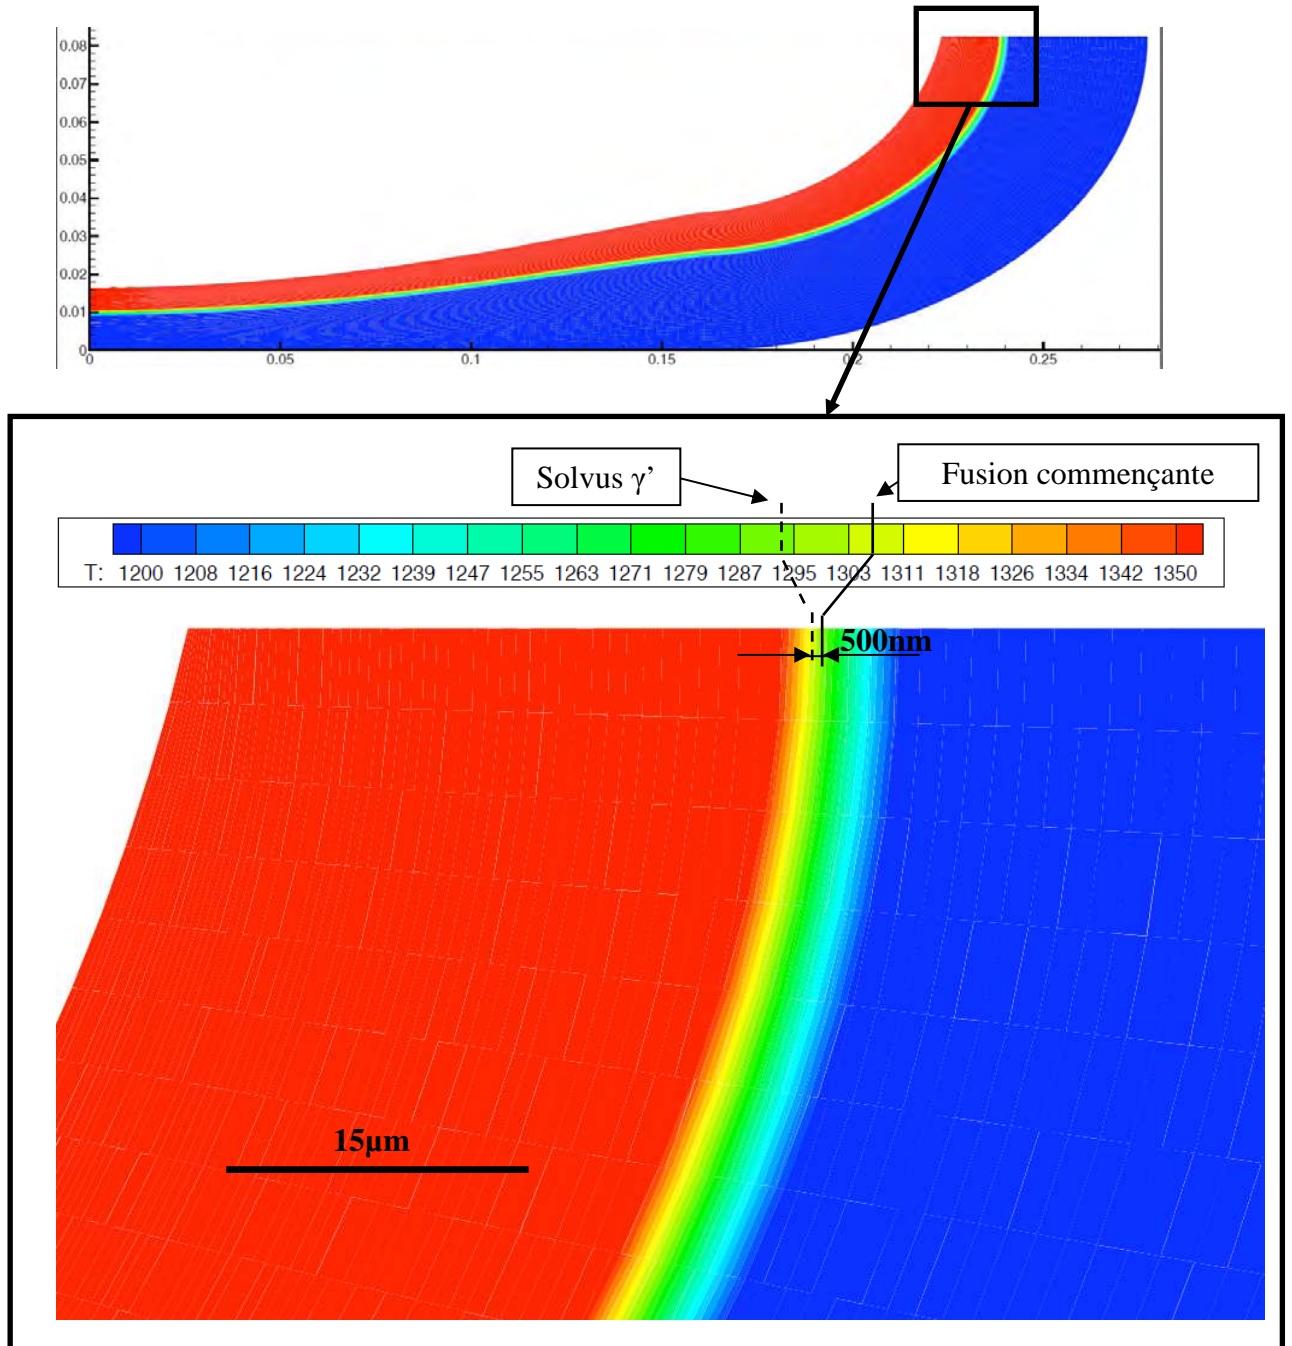 0.08
0.07
0.06
0.05
0.04
0.03
0.02
0.01
0
0 0.05 0.1 0.15 0.2 0.25
Solvus γ’
Fusion commençante
T: 1200 1208 1216 1224 1232 1239 1247 1255 1263 1271 1279 1287 1295 1303 1311 1318 1326 1334 1342 1350
500nm
15µm